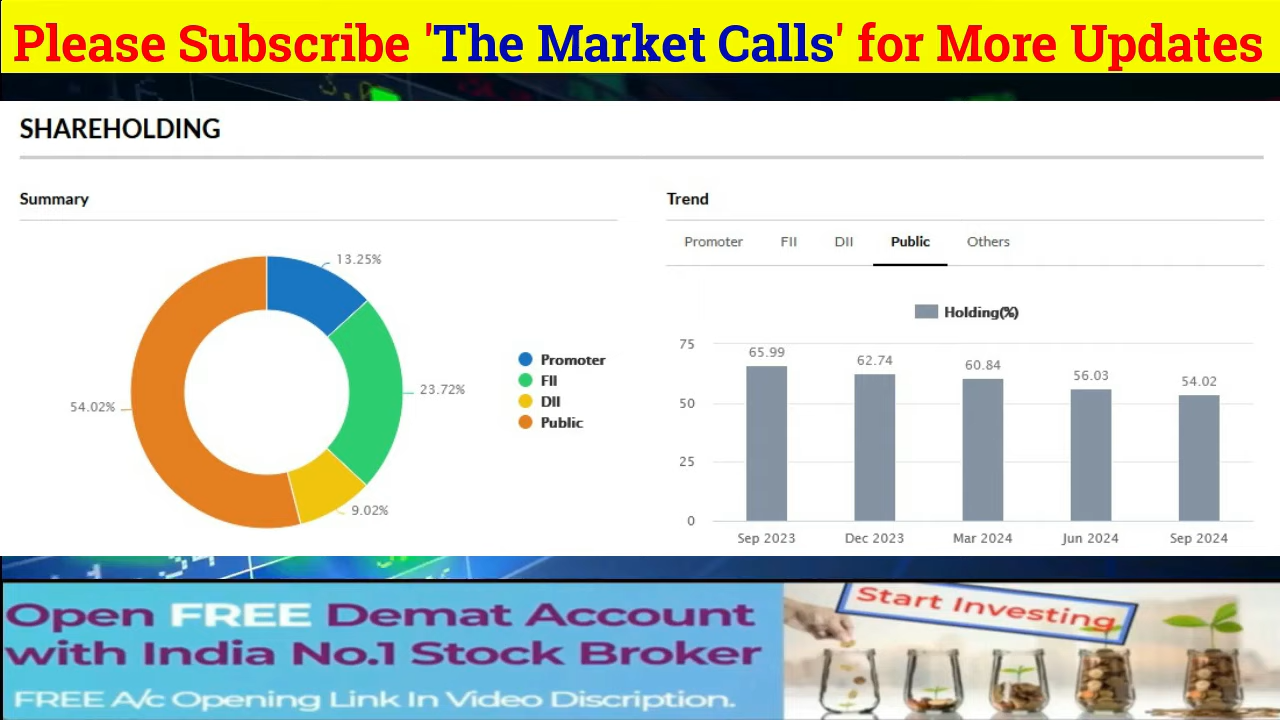 Please Subscribe 'The Market Calls' for More Updates
SHAREHOLDING
Summary
13.25%
23.72%
54.02%
9.02%
Promoter
FII
DII
Public
Trend
Promoter FII DII Public Others
Holding(%)
75
50
25
0
65.99
62.74
60.84
56.03
54.02
Sep 2023 Dec 2023 Mar 2024 Jun 2024 Sep 2024
Open FREE Demat Account
with India No.1 Stock Broker
FREE A/c Opening Link In Video Discription.
Start Investing